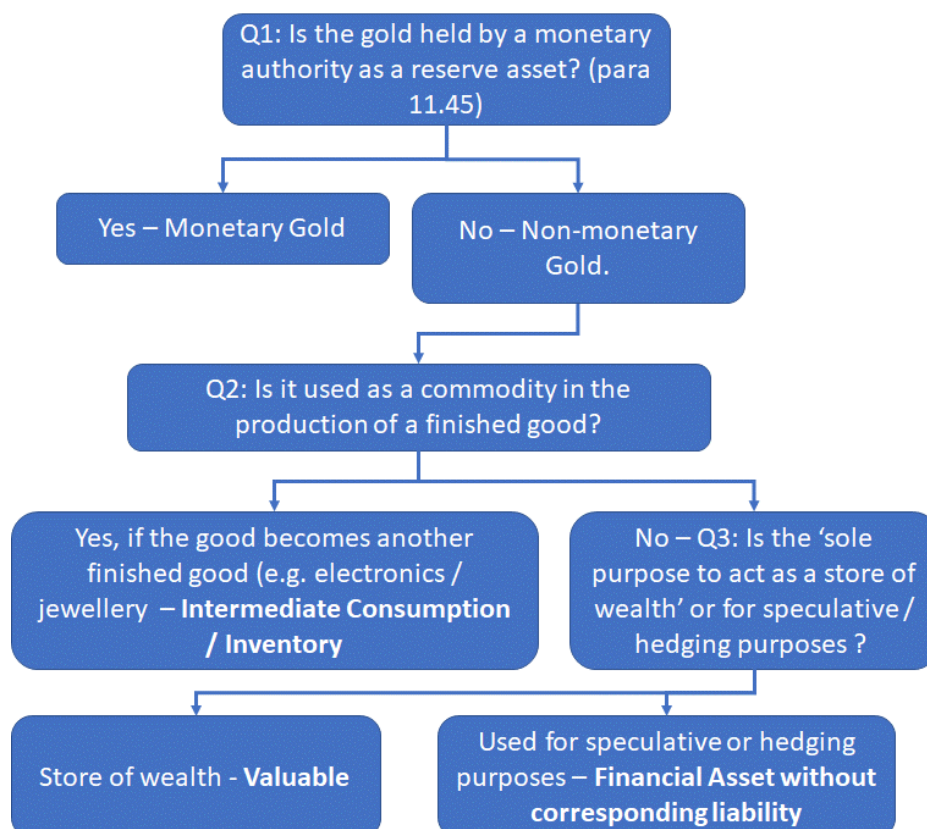 Q1: Is the gold held by a monetary
authority as a reserve asset? (para
11.45)
Yes – Monetary Gold
No – Non-monetary
Gold.
Q2: Is it used as a commodity in the
production of a finished good?
Yes, if the good becomes another
finished good (e.g. electronics /
jewellery – Intermediate Consumption
/ Inventory
No – Q3: Is the ‘sole
purpose to act as a store of
wealth’ or for speculative /
hedging purposes ?
Store of wealth - Valuable
Used for speculative or hedging
purposes – Financial Asset without
corresponding liability